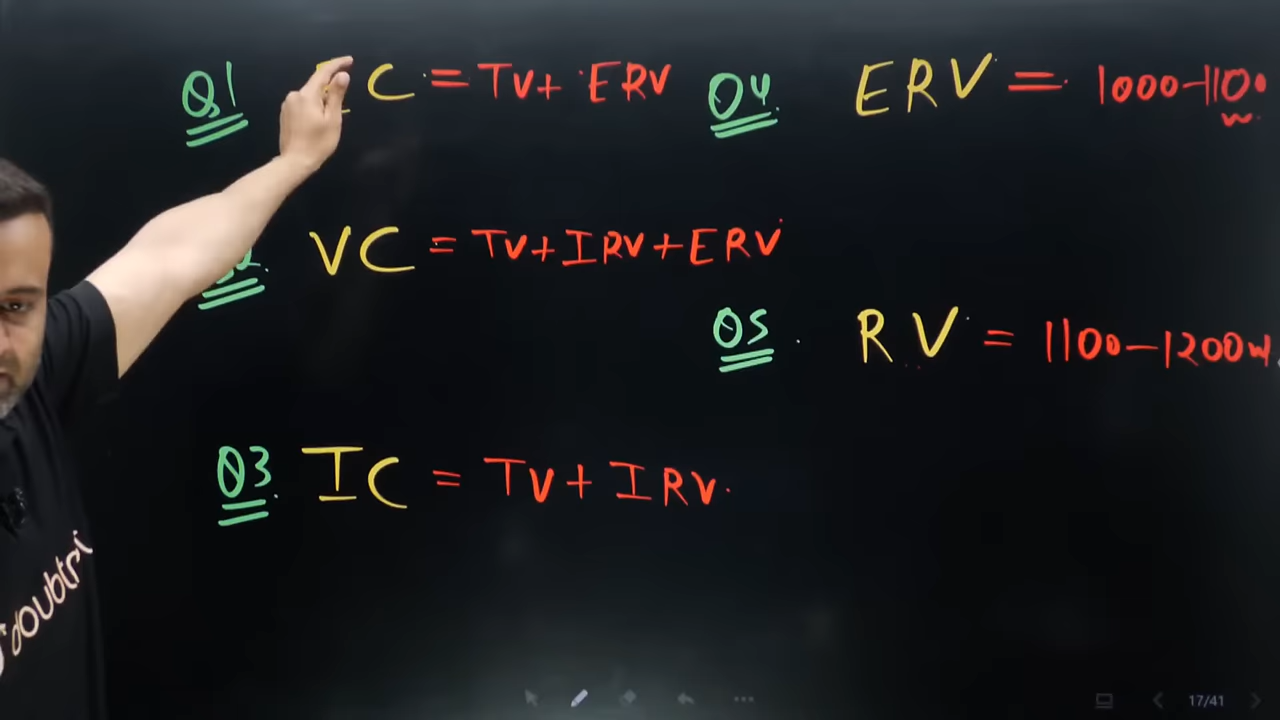 Q1 C = TV+ ERV
VC = TV+IRV+ERV
Q3. IC = TV + IRV.
Q4. ERV = 1000-1100
Q5. RV = 1100-1200
doubt
17/41